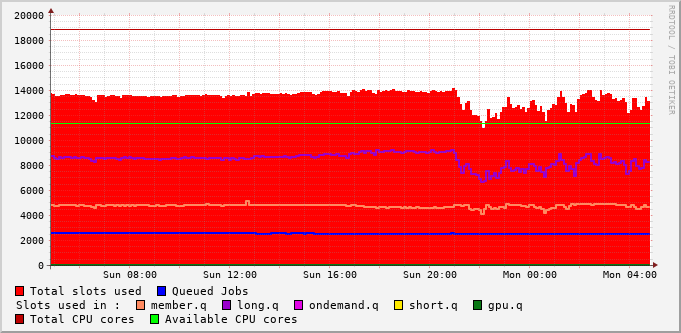 20000
18000
16000
14000
12000
10000
8000
6000
4000
2000
0
Sun 08:00 Sun 12:00 Sun 16:00 Sun 20:00 Mon 00:00 Mon 04:00
Total slots used Queued Jobs
Slots used in : member.q long.q ondemand.q short.q gpu.q
Total CPU cores Available CPU cores
RRDTOOL / TOBI OETIKER